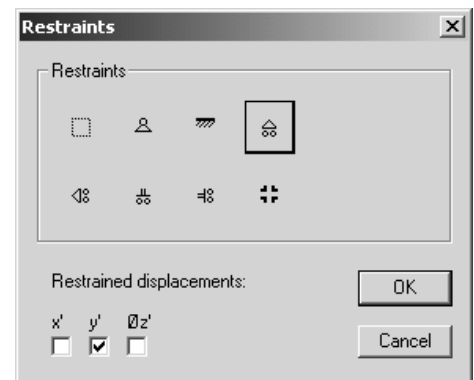 Restraints
Restraints
Restrained displacements:
x' y' Øz'
OK
Cancel